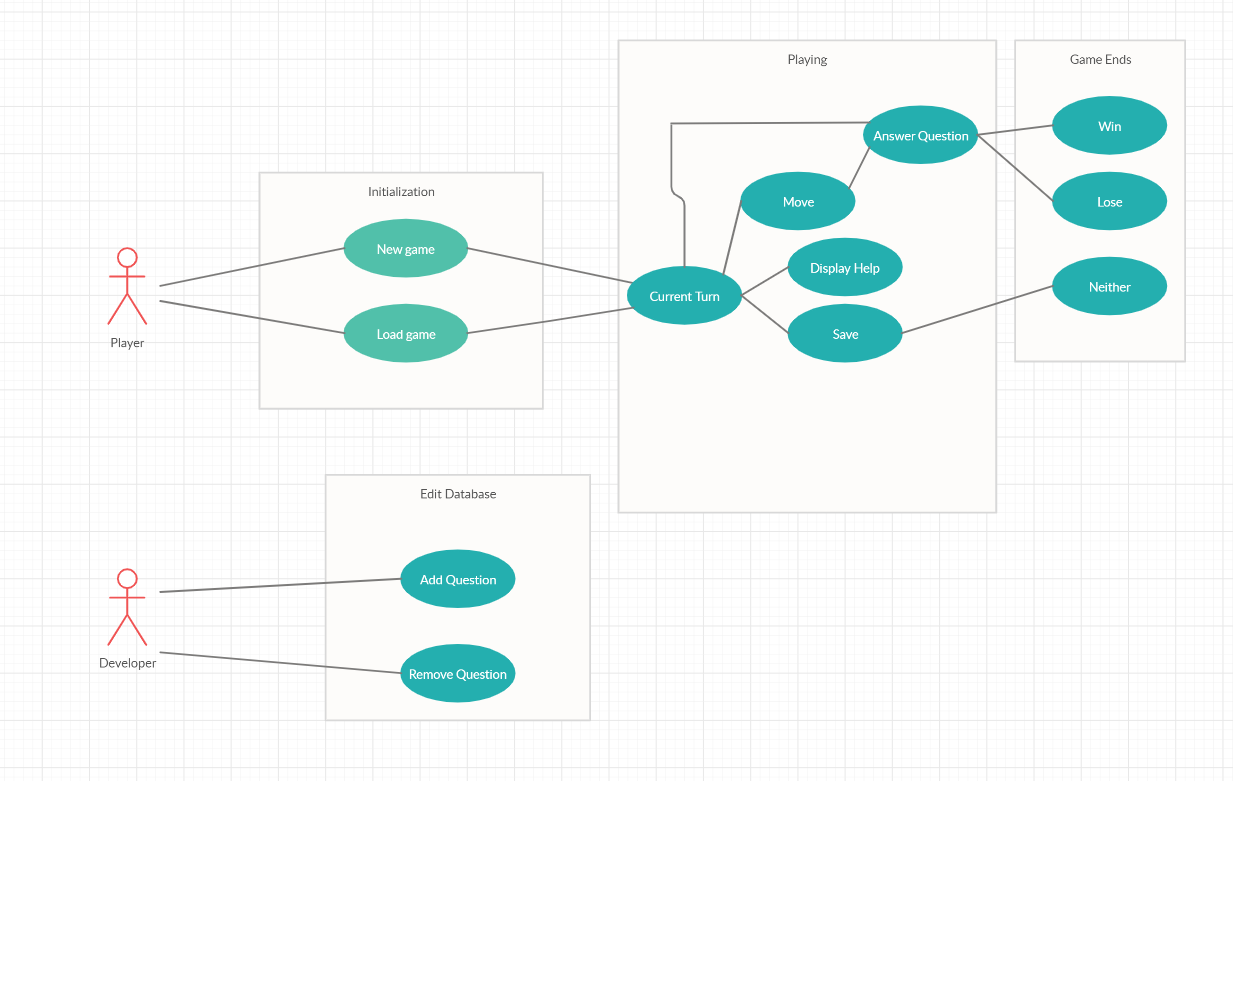 Playing
Game Ends
Answer Question
Win
Initialization
Move
Lose
New game
Display Help
Current Turn
Neither
Load game
Save
Player
Edit Database
Add Question
Developer
Remove Question